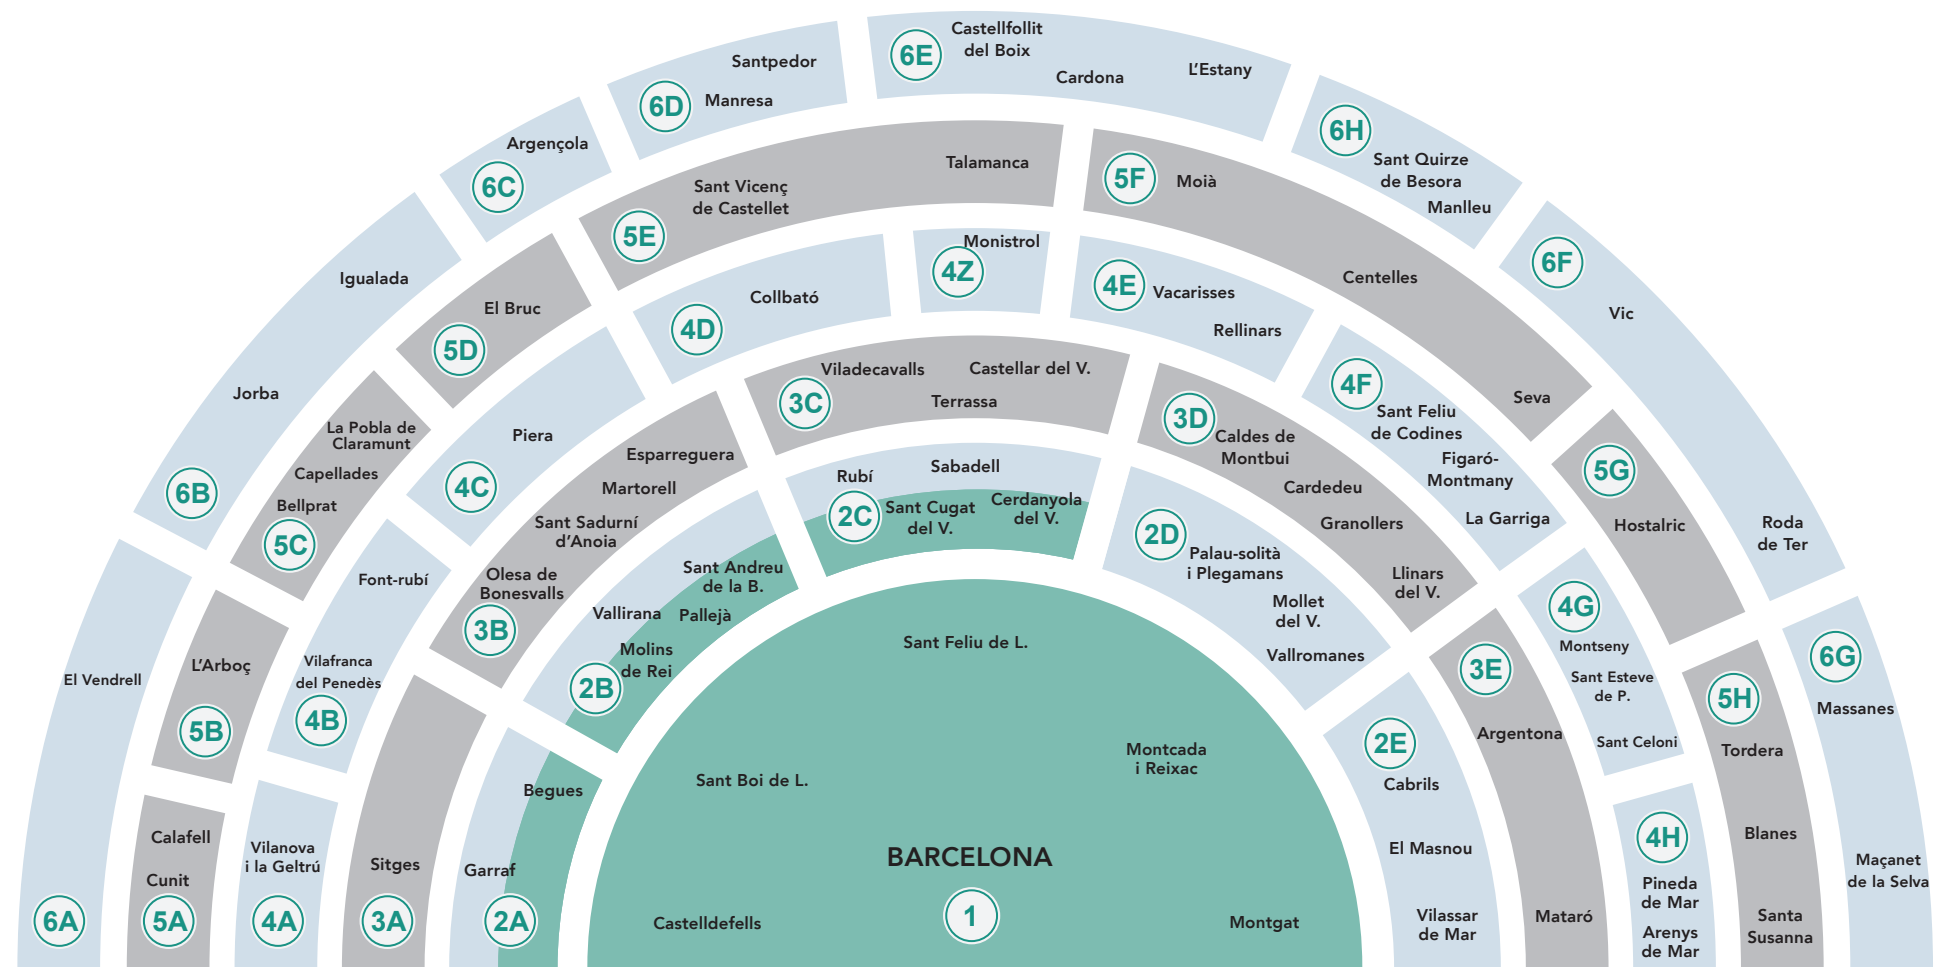 6A
El Vendrell
6B
Jorba
Igualada
6C
Argençola
6D
Manresa
Santpedor
6E
Castellfollit
del Boix
Cardona
L’Estany
6H
Sant Quirze
de Besora
Manlleu
6F
Vic
Roda
de Ter
6G
Massanes
Maçanet
de la Selva
5A
Cunit
Calafell
5B
L’Arboç
5C
Bellprat
Capellades
La Pobla de
Claramunt
5D
El Bruc
5E
Sant Vicenç
de Castellet
Talamanca
5F
Moià
Centelles
Seva
5G
Hostalric
5H
Tordera
Blanes
Santa
Susanna
4A
Vilanova
i la Geltrú
4B
Vilafranca
del Penedès
Font-rubí
4C
Piera
4D
Collbató
4Z
Monistrol
4E
Vacarisses
Rellinars
4F
Sant Feliu
de Codines
Figaró-
Montmany
La Garriga
4G
Montseny
Sant Esteve
de P.
Sant Celoni
4H
Pineda
de Mar
Arenys
de Mar
3A
Sitges
3B
Olesa de
Bonesvalls
Sant Sadurní
d’Anoia
Martorell
Esparreguera
3C
Viladecavalls
Terrassa
Castellar del V.
3D
Caldes de
Montbui
Cardedeu
Granollers
Llinars
del V.
3E
Argentona
Mataró
2A
Garraf
Begues
2B
Vallirana
Molins
de Rei
Pallejà
Sant Andreu
de la B.
2C
Rubí
Sabadell
Sant Cugat
del V.
Cerdanyola
del V.
2D
Palau-solità
i Plegamans
Mollet
del V.
Vallromanes
2E
Cabrils
El Masnou
Vilassar
de Mar
Sant Feliu de L.
Sant Boi de L.
Montcada
i Reixac
BARCELONA
1
Castelldefells
Montgat